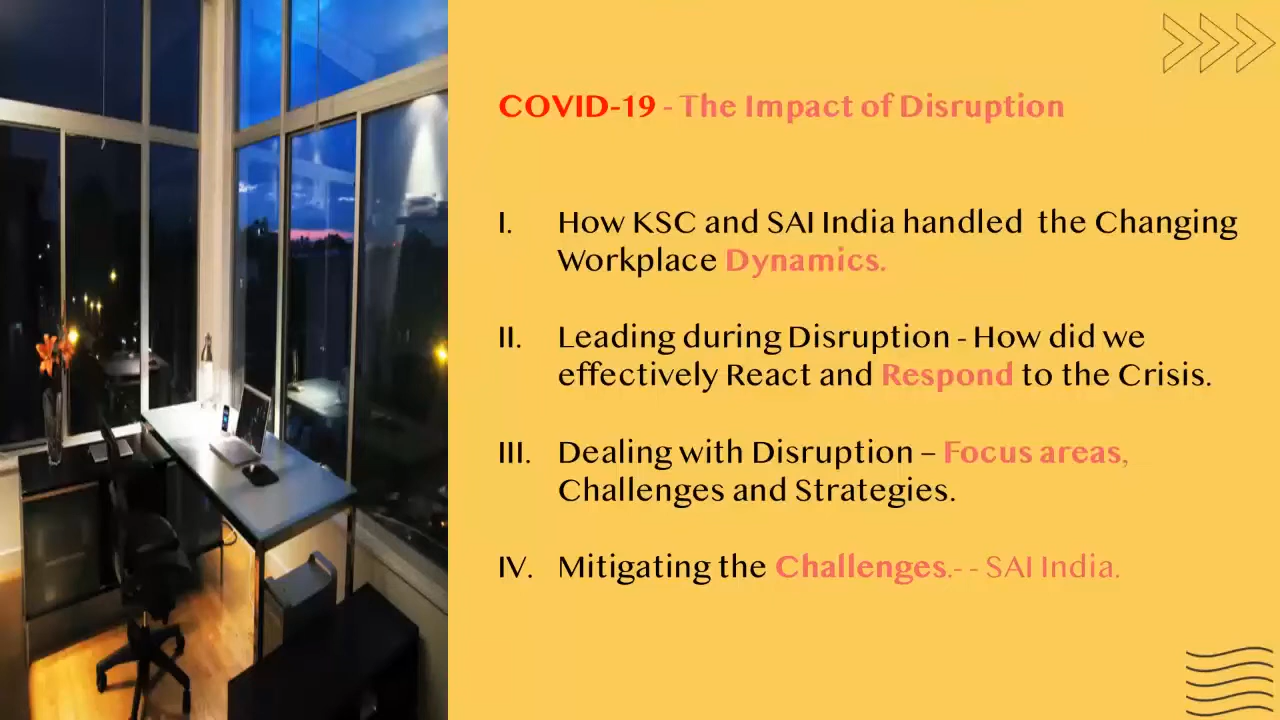 COVID-19 - The Impact of Disruption
I. How KSC and SAI India handled the Changing
Workplace Dynamics.
II. Leading during Disruption - How did we
effectively React and Respond to the Crisis.
III. Dealing with Disruption – Focus areas,
Challenges and Strategies.
IV. Mitigating the Challenges.- - SAI India.